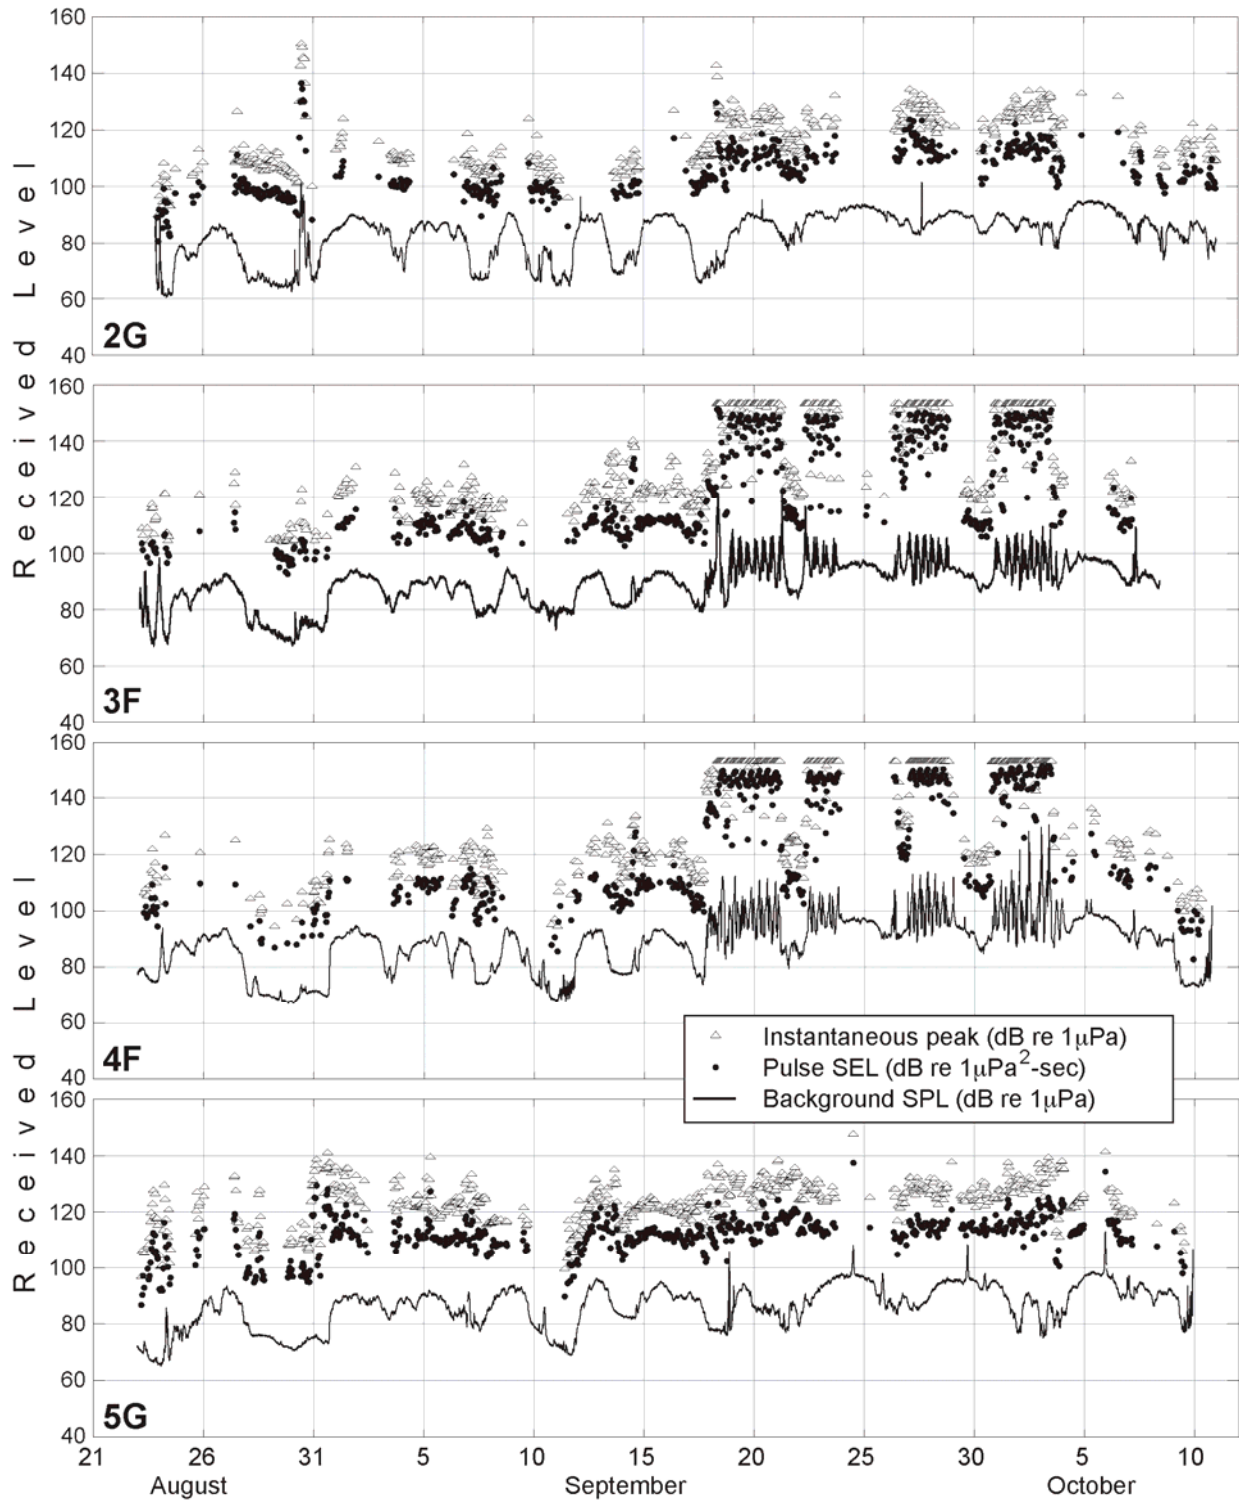 Received Level
Received Level
160
140
120
100
80
60
40
2G
160
140
120
100
80
60
40
3F
160
140
120
100
80
60
40
4F
△ Instantaneous peak (dB re 1μPa)
• Pulse SEL (dB re 1μPa²-sec)
Background SPL (dB re 1μPa)
160
140
120
100
80
60
40
5G
21 26 31 5 10 15 20 25 30 5 10
August September October